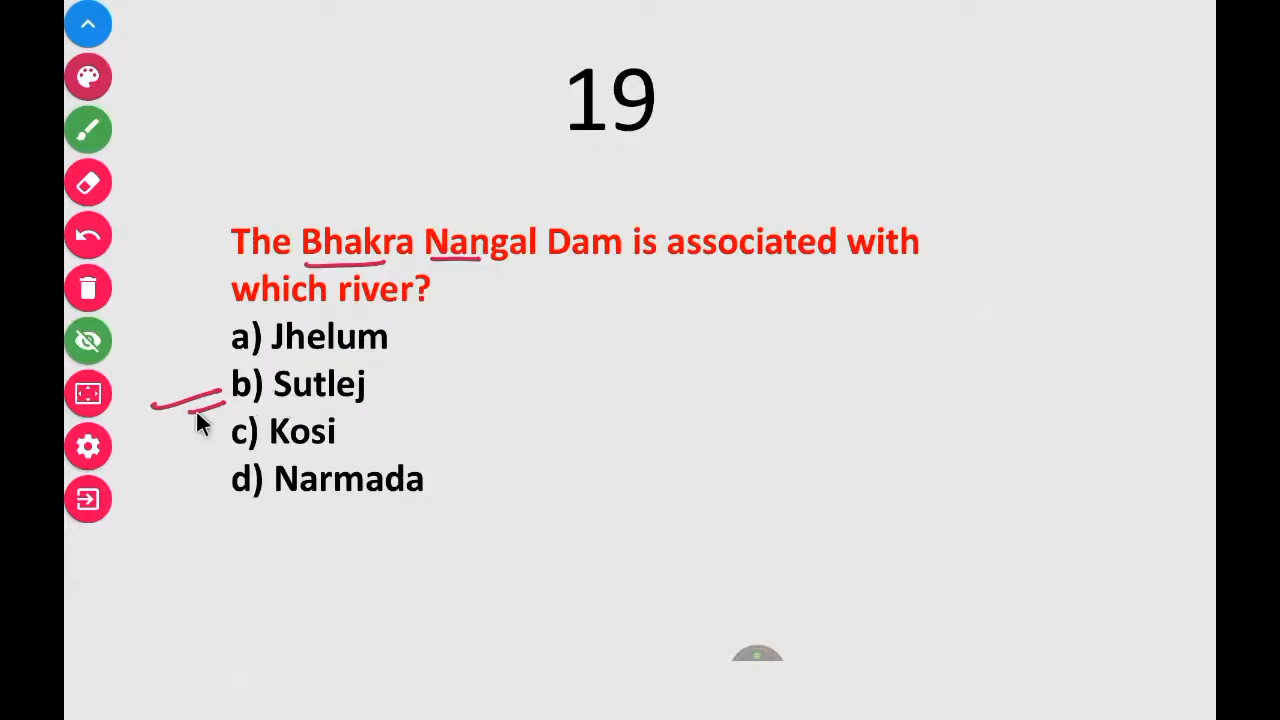 19
The Bhakra Nangal Dam is associated with
which river?
a) Jhelum
b) Sutlej
c) Kosi
d) Narmada